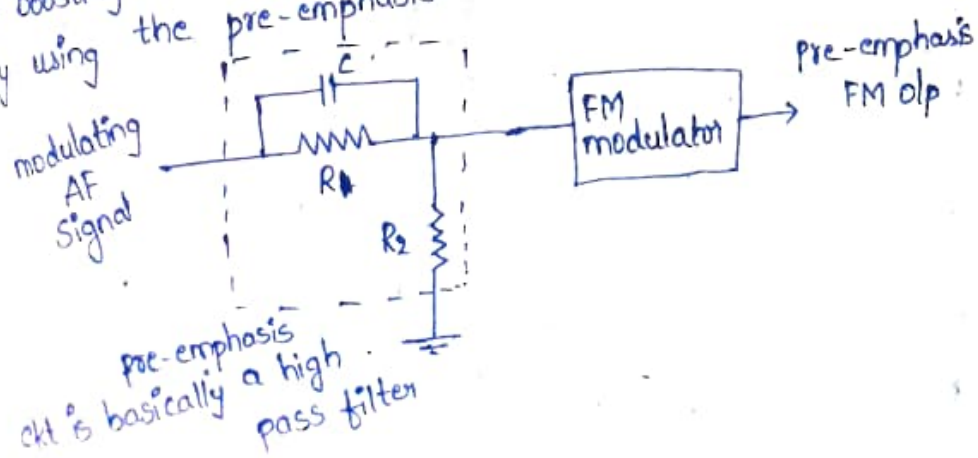 using the pre-emphasis
modulating
AF
Signal
C
R
R2
FM
modulator
pre-emphasis
FM o/p
pre-emphasis
ckt is basically a high
pass filter